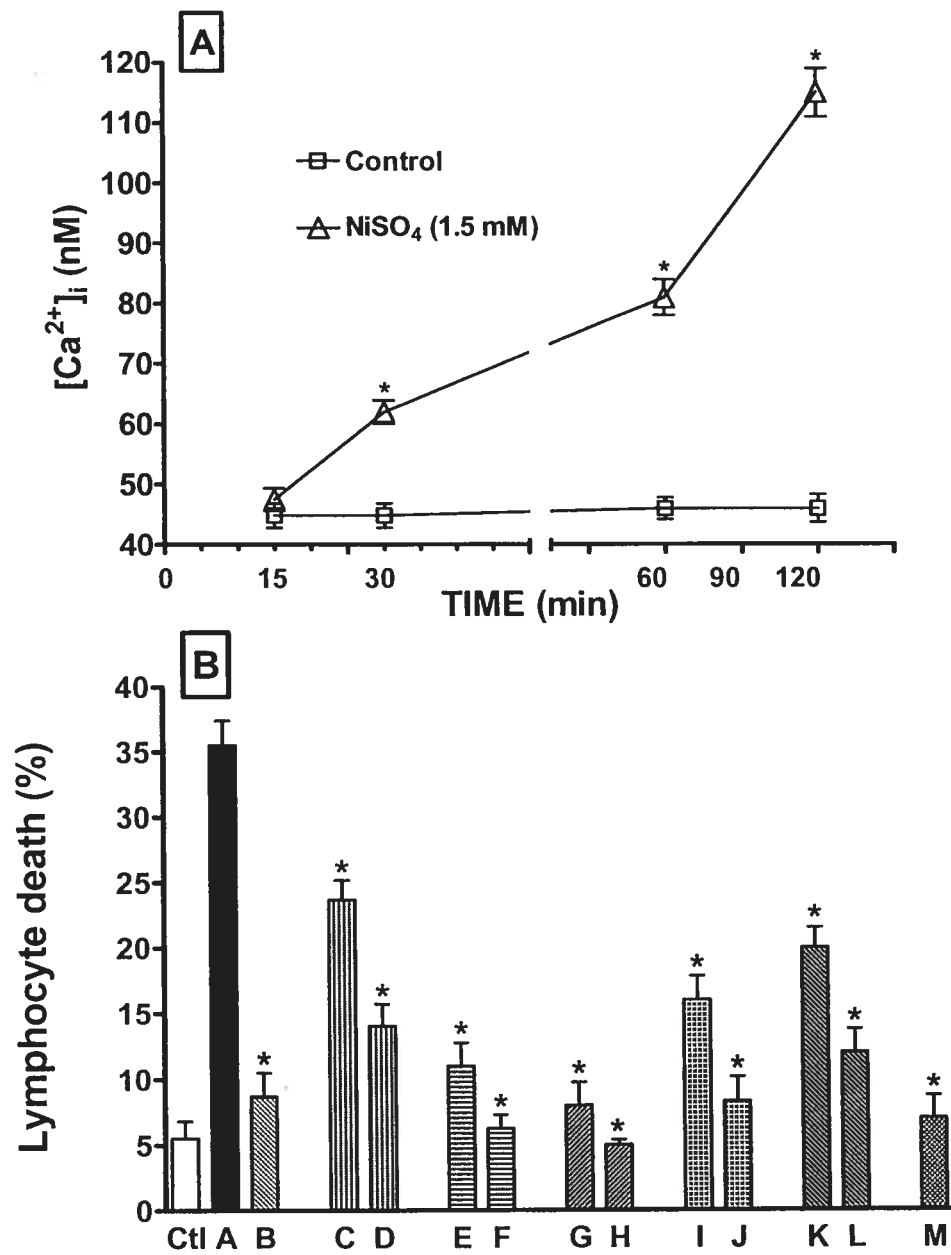 A
120
110
100
90
80
70
60
50
40
[Ca²⁺]ᵢ (nM)
Control
NiSO₄ (1.5 mM)
*
*
*
*
0 15 30 60 90 120
TIME (min)
B
40
35
30
25
20
15
10
5
0
Lymphocyte death (%)
* * * * * * * * * * * *
Ctl A B C D E F G H I J K L M